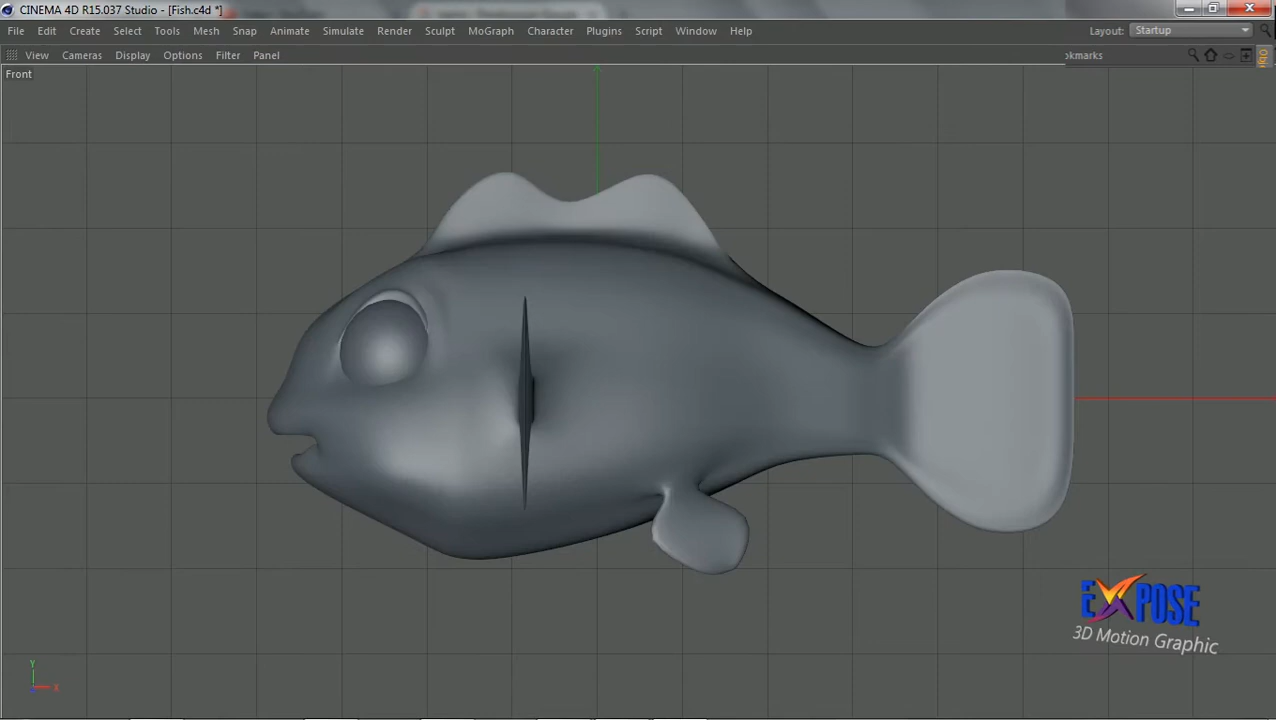 CINEMA 4D R15.037 Studio - [Fish.c4d *]
File Edit Create Select Tools Mesh Snap Animate Simulate Render Sculpt MoGraph Character Plugins Script Window Help Layout: Startup
View Cameras Display Options Filter Panel okmarks
Obj
Front
EXPOSE
3D Motion Graphic
Y
X